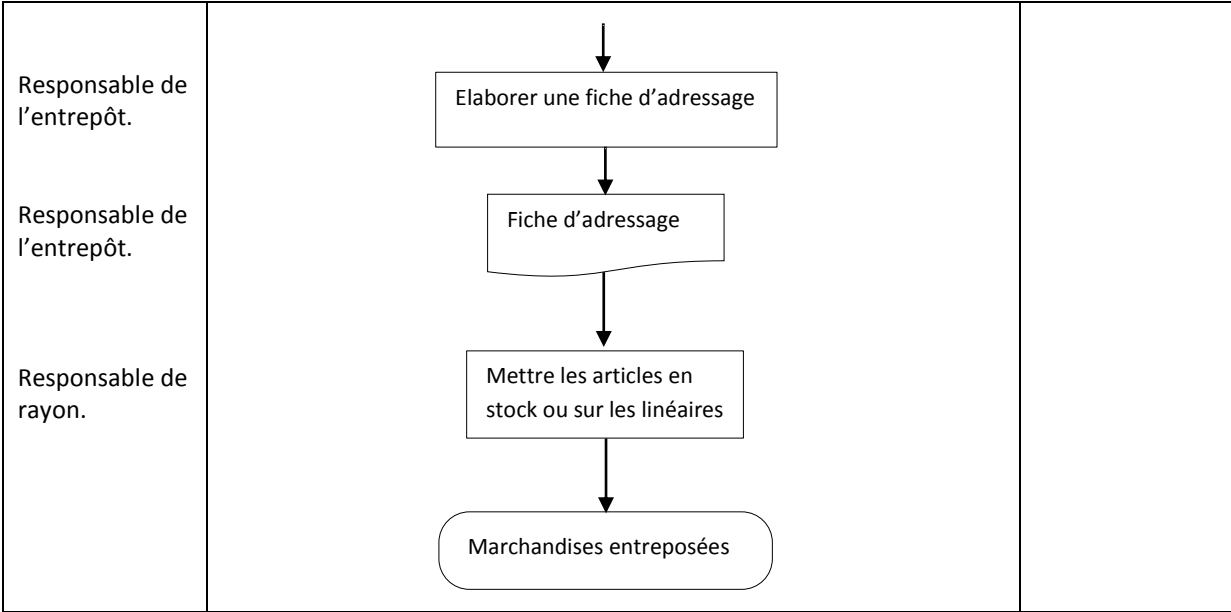 Responsable de
l'entrepôt.
Elaborer une fiche d'adressage
Responsable de
l'entrepôt.
Fiche d'adressage
Responsable de
rayon.
Mettre les articles en
stock ou sur les linéaires
Marchandises entreposées